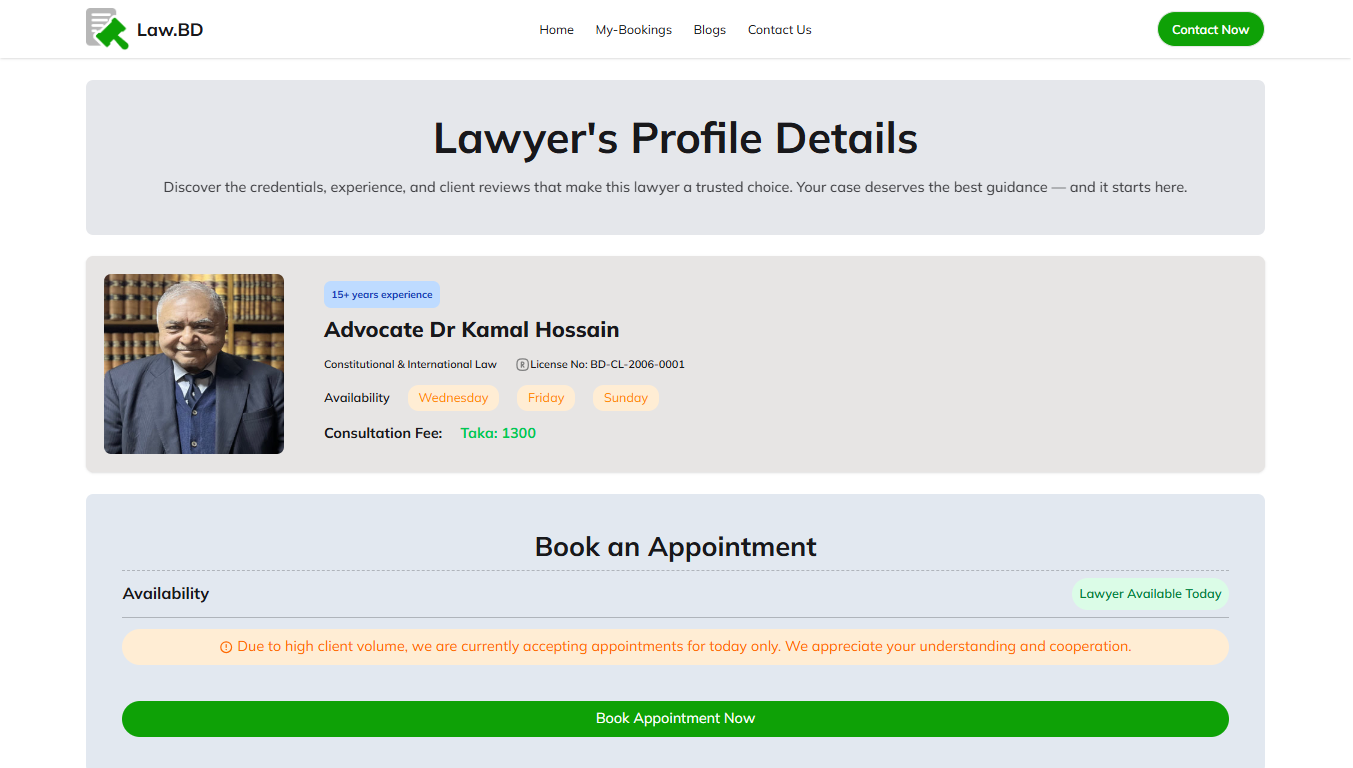 Law.BD
Home My-Bookings Blogs Contact Us
Contact Now
Lawyer's Profile Details
Discover the credentials, experience, and client reviews that make this lawyer a trusted choice. Your case deserves the best guidance — and it starts here.
15+ years experience
Advocate Dr Kamal Hossain
Constitutional & International Law ® License No: BD-CL-2006-0001
Availability Wednesday Friday Sunday
Consultation Fee: Taka: 1300
Book an Appointment
Availability Lawyer Available Today
Due to high client volume, we are currently accepting appointments for today only. We appreciate your understanding and cooperation.
Book Appointment Now